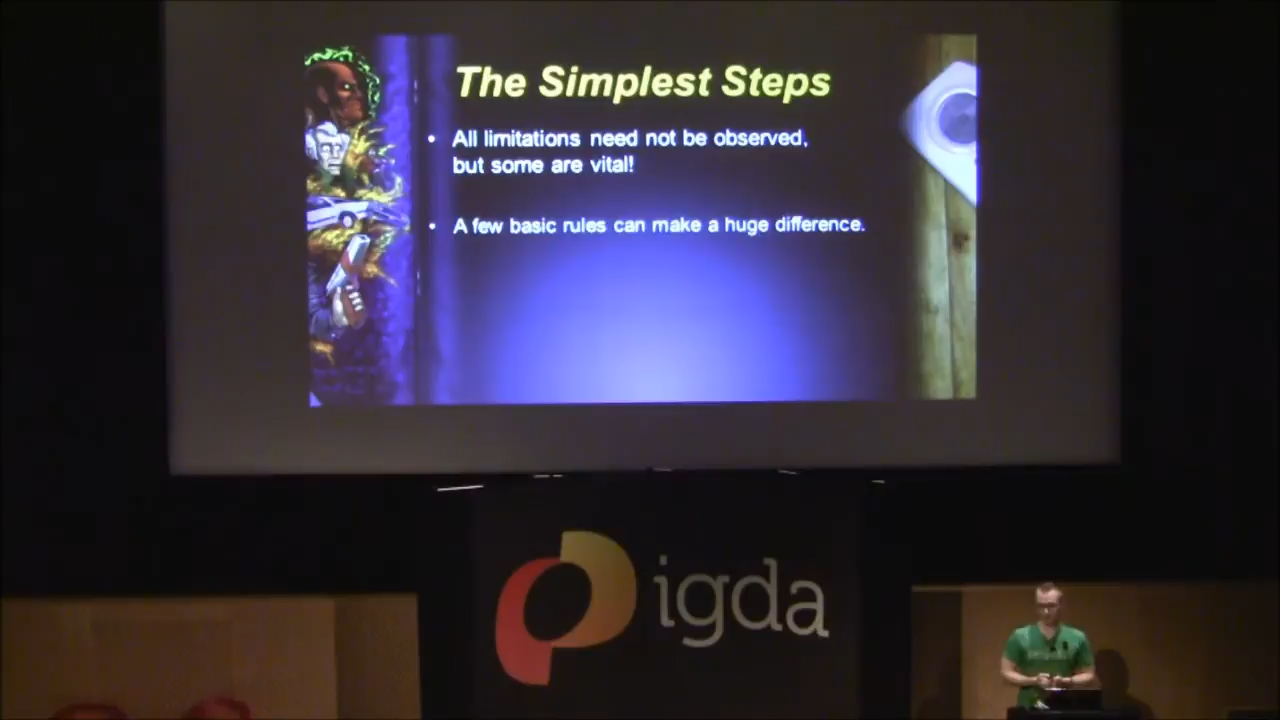 The Simplest Steps
• All limitations need not be observed,
but some are vital!
• A few basic rules can make a huge difference.
igda